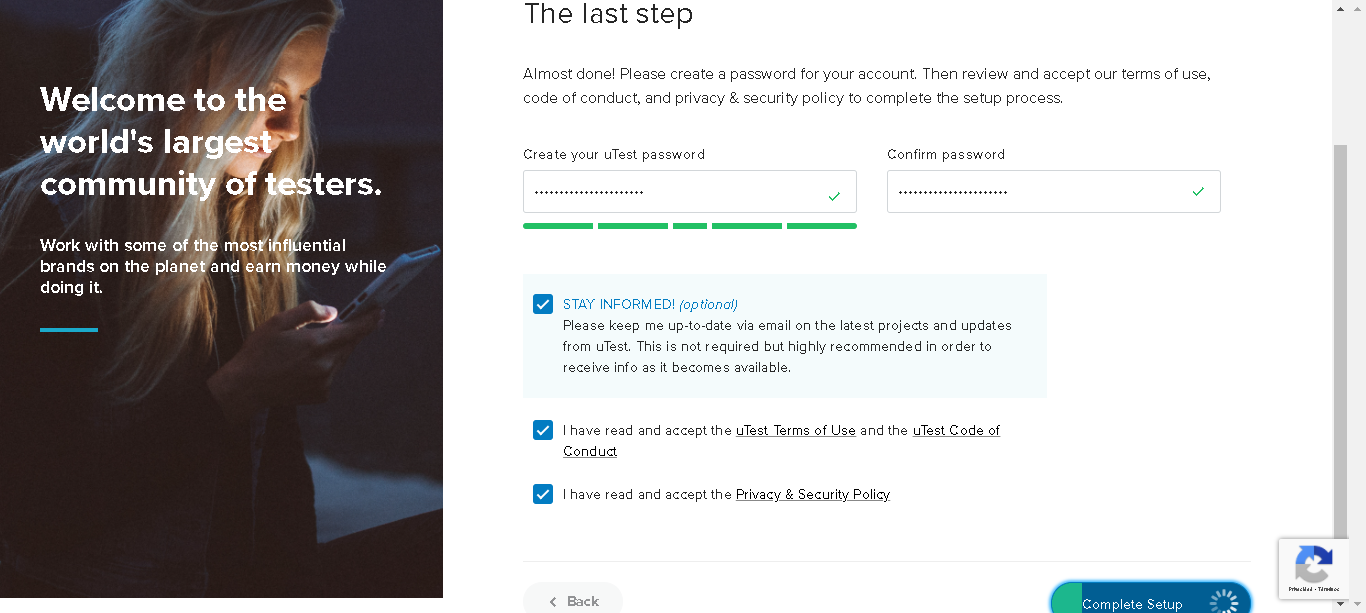 Welcome to the
world's largest
community of testers.
Work with some of the most influential
brands on the planet and earn money while
doing it.
The last step
Almost done! Please create a password for your account. Then review and accept our terms of use,
code of conduct, and privacy & security policy to complete the setup process.
Create your uTest password
Confirm password
STAY INFORMED! (optional)
Please keep me up-to-date via email on the latest projects and updates
from uTest. This is not required but highly recommended in order to
receive info as it becomes available.
I have read and accept the uTest Terms of Use and the uTest Code of
Conduct
I have read and accept the Privacy & Security Policy
Back
Complete Setup